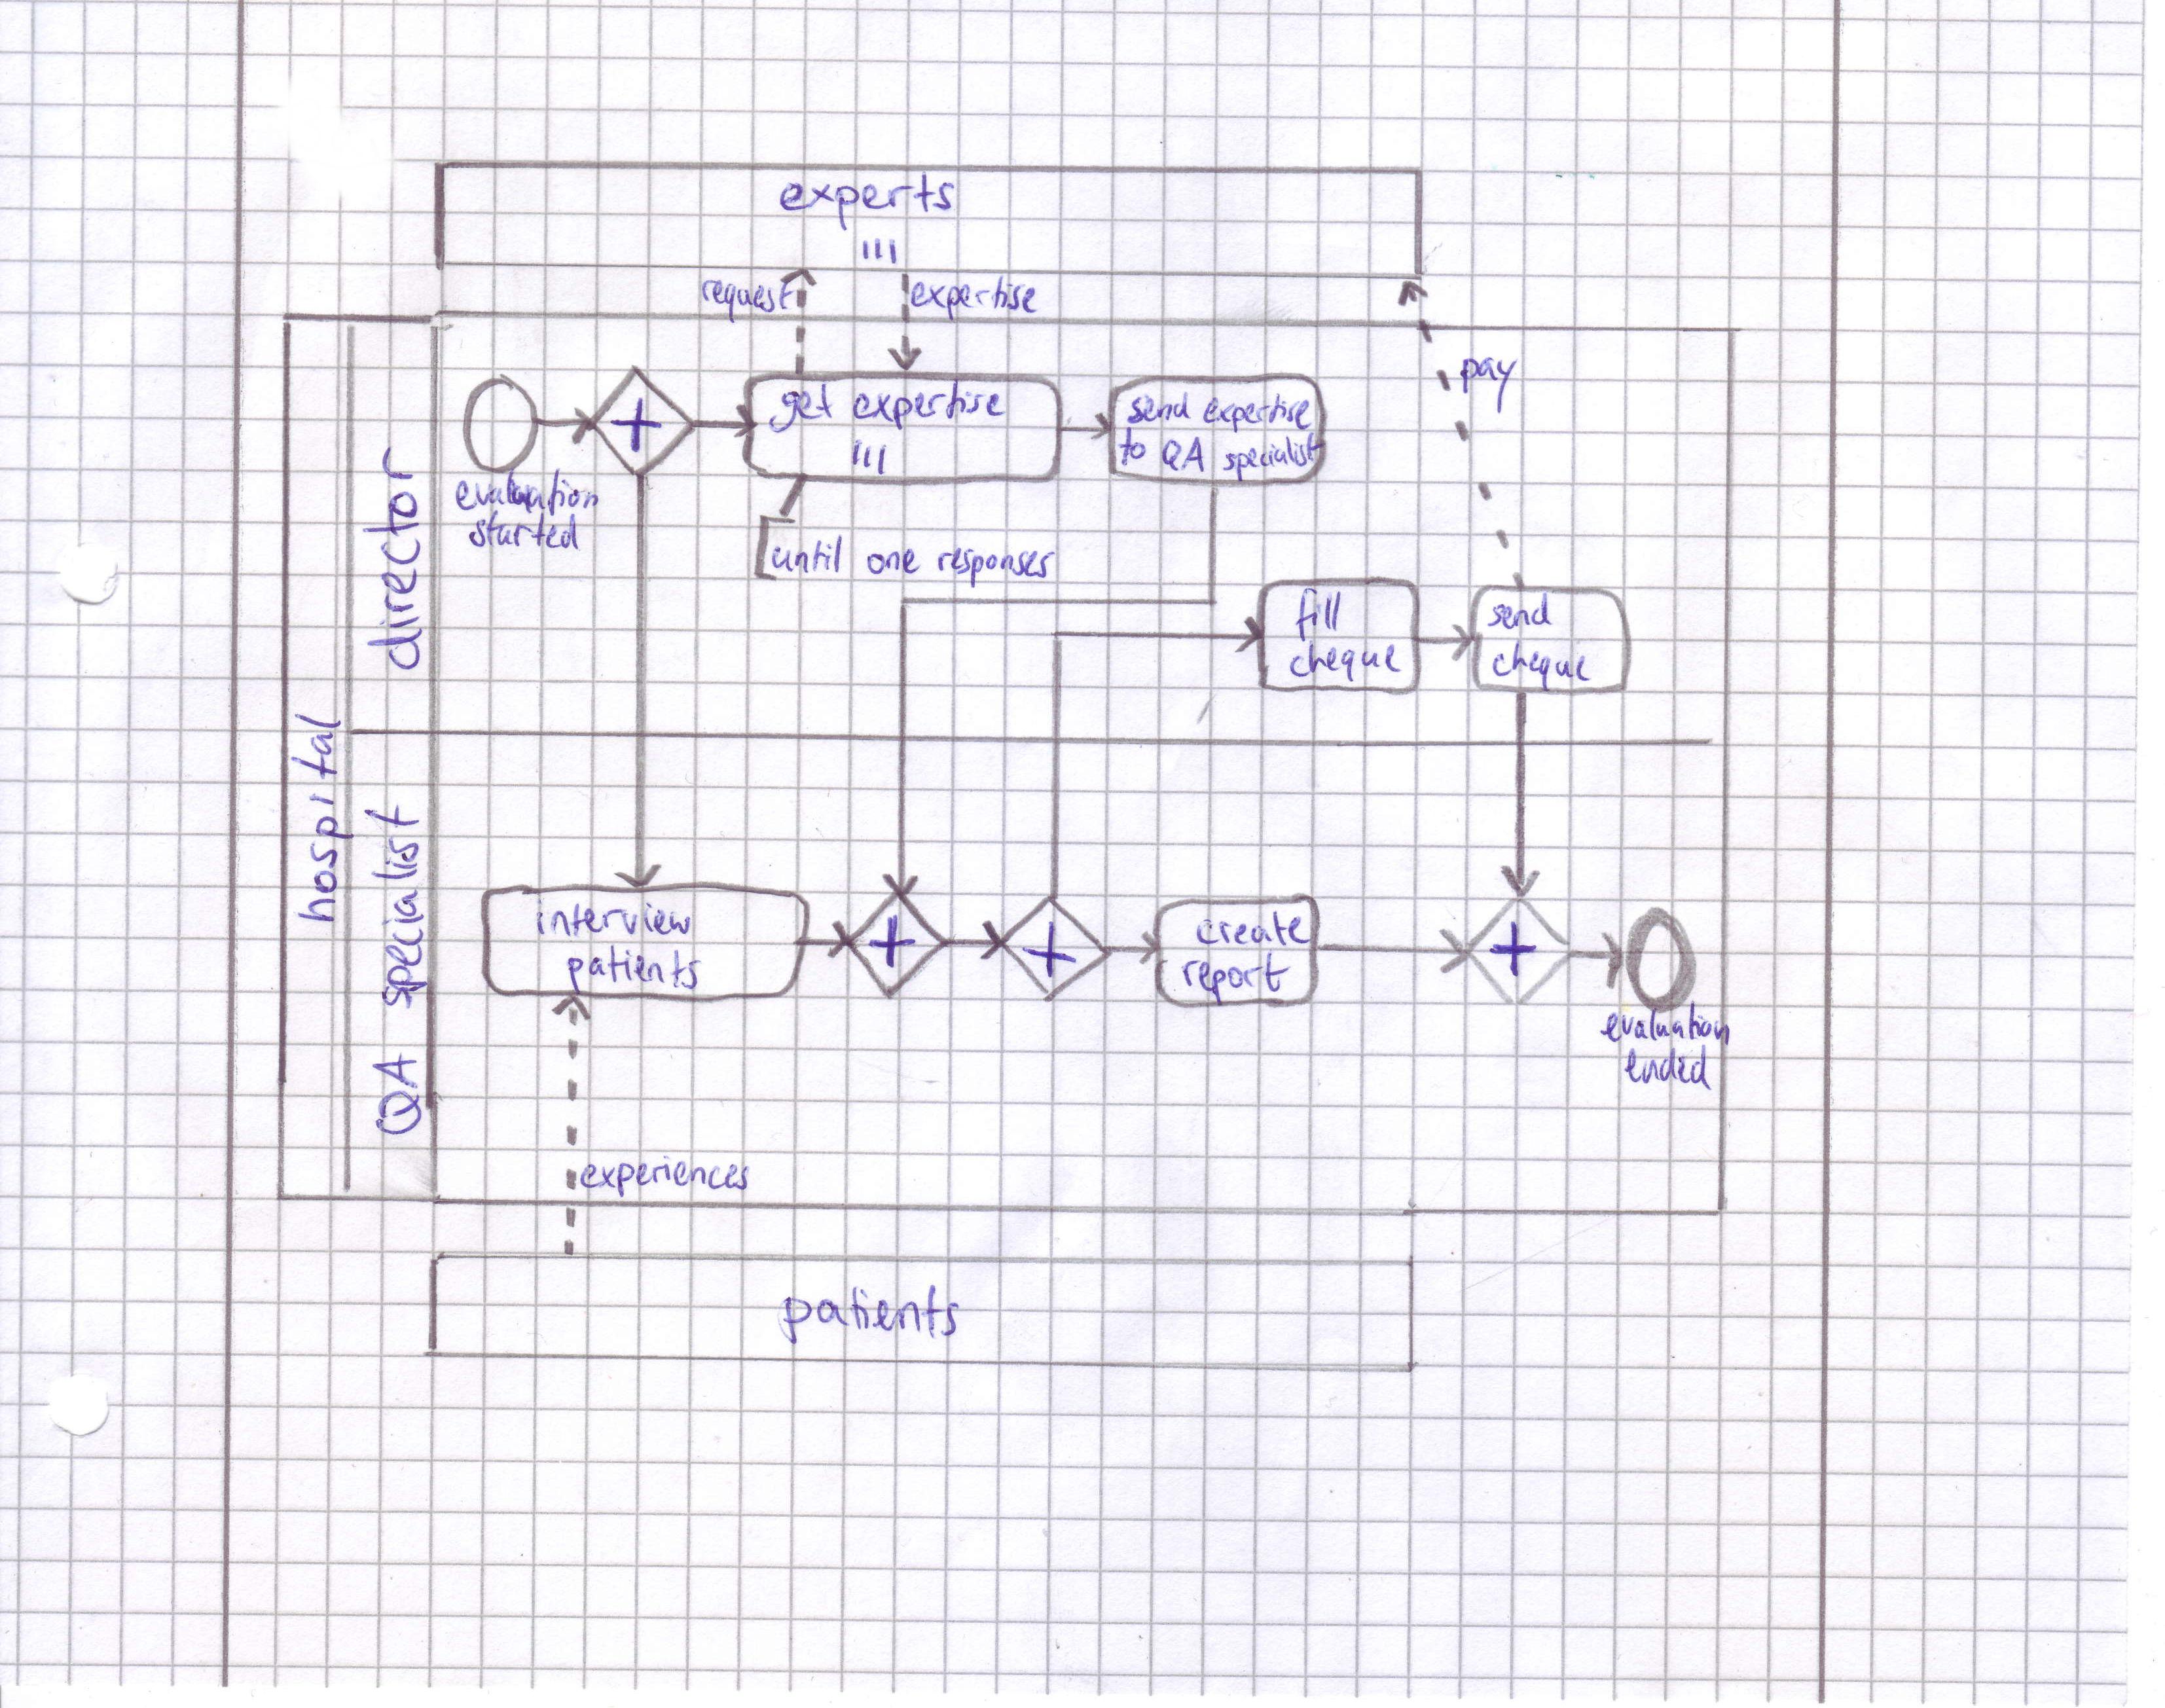 experts
III
request
expertise
pay
get expertise
III
send expertise
to QA specialist
evaluation
started
until one responses
fill
cheque
send
cheque
hospital
director
QA specialist
interview
patients
create
report
evaluation
ended
experiences
patients